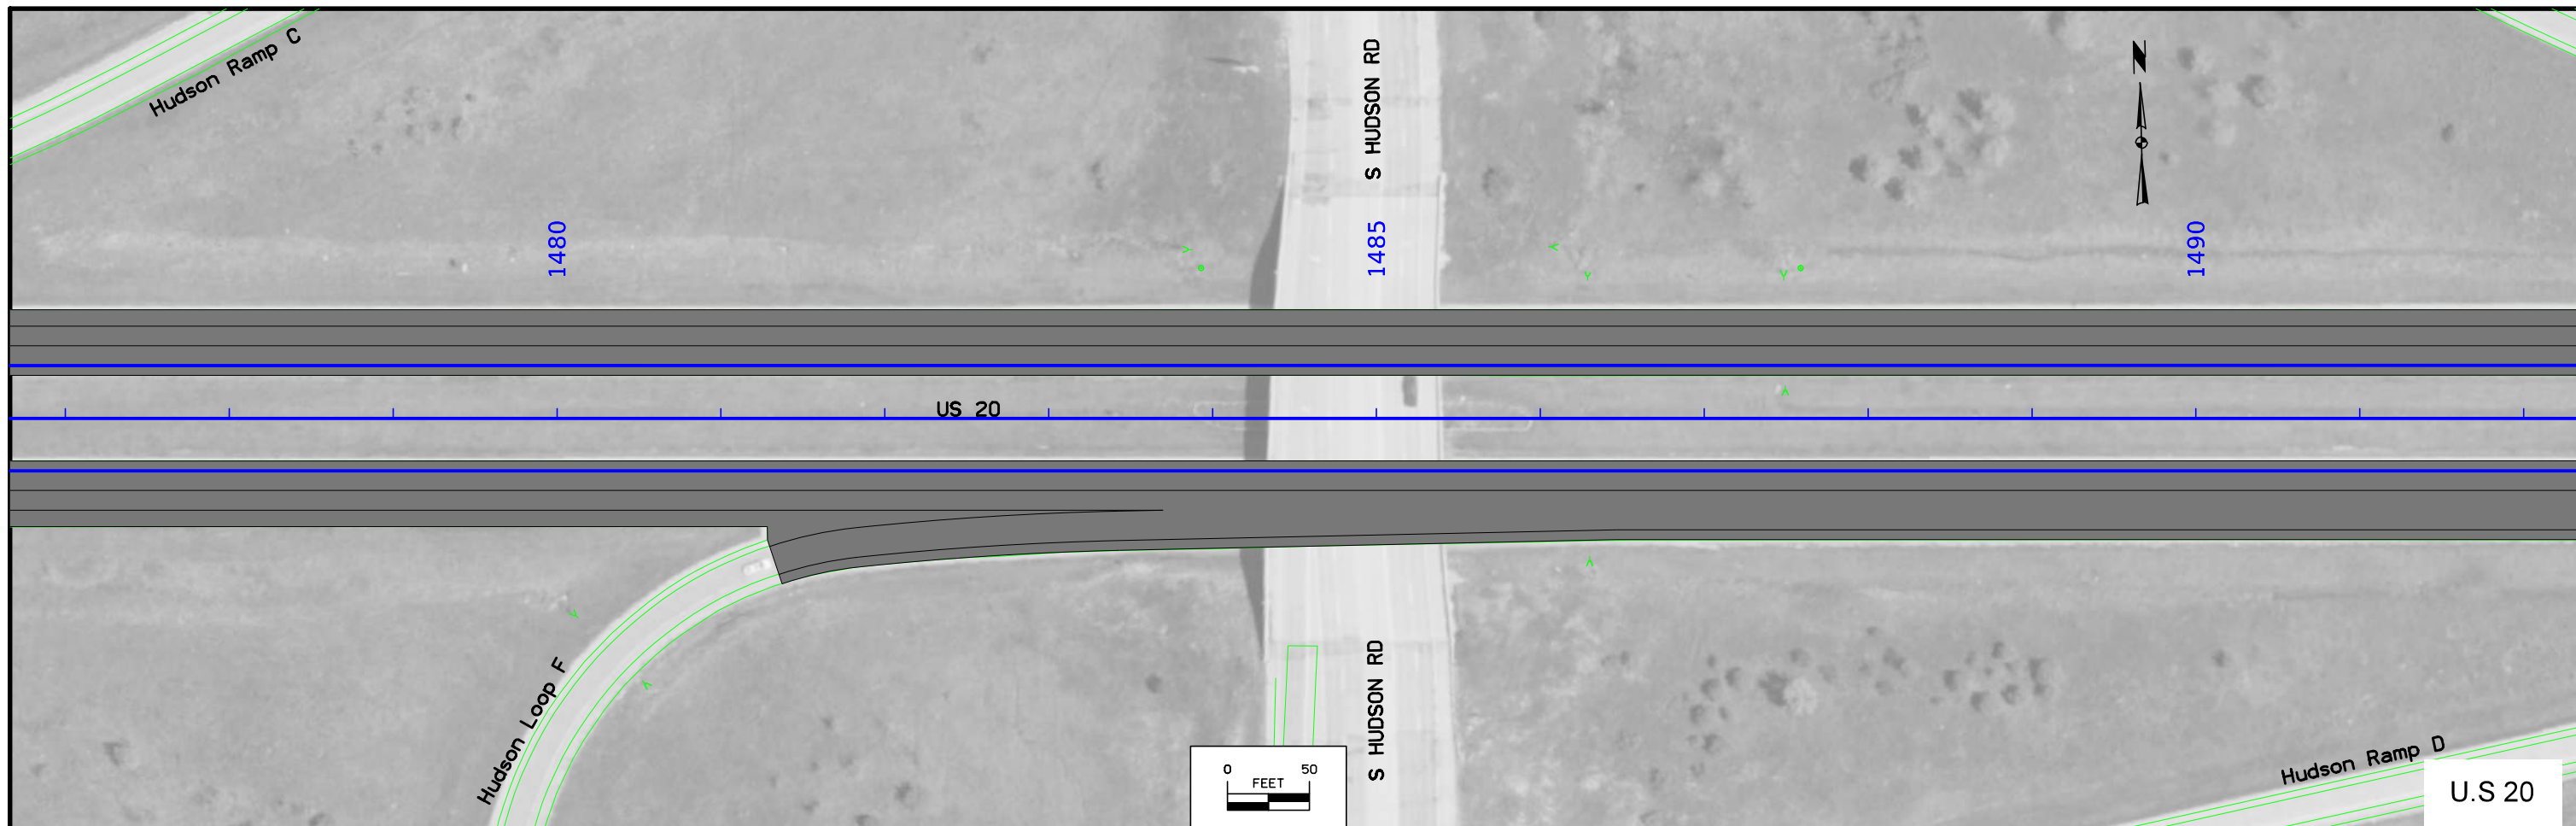 Hudson Ramp C
S HUDSON RD
N
1480
1485
1490
US 20
Hudson Loop F
S HUDSON RD
0 50
FEET
Hudson Ramp D
U.S 20